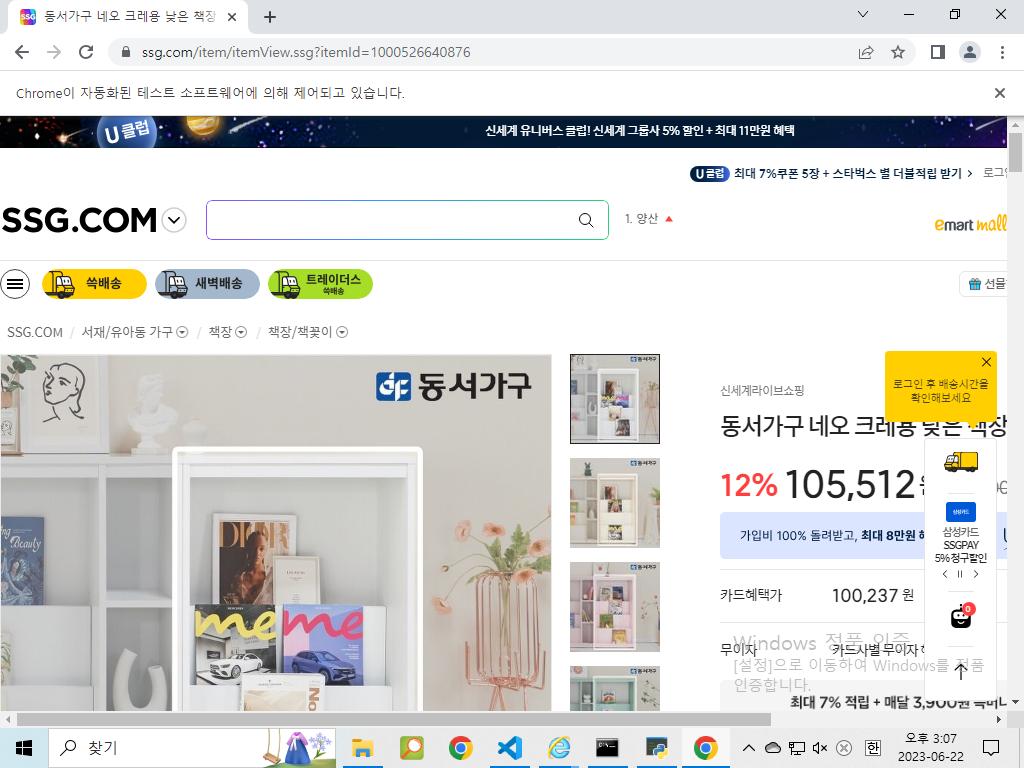 동서가구 네오 크레용 낮은 책장
ssg.com/item/itemView.ssg?itemId=1000526640876
Chrome이 자동화된 테스트 소프트웨어에 의해 제어되고 있습니다.
U클럽
신세계 유니버스 클럽! 신세계 그룹사 5% 할인 + 최대 11만원 혜택
U클럽 최대 7%쿠폰 5장 + 스타벅스 별 더블적립 받기 로그인
SSG.COM
1. 양산
emart mall
쓱배송
새벽배송
트레이더스
쓱배송
선물
SSG.COM / 서재/유아동 가구 / 책장 / 책장/책꽂이
동서가구
로그인 후 배송시간을
확인해보세요
신세계라이브쇼핑
동서가구 네오 크레용 낮은 책장
12% 105,512원
삼성카드
가입비 100% 돌려받고, 최대 8만원
삼성카드
SSGPAY
5% 청구할인
DIOR
카드혜택가 100,237 원
me me
0
무이자 카드사별 무이자
Windows 정품 인증
[설정]으로 이동하여 Windows를 정품
인증합니다.
최대 7% 적립 + 매달 3,900원
찾기
한
오후 3:07
2023-06-22